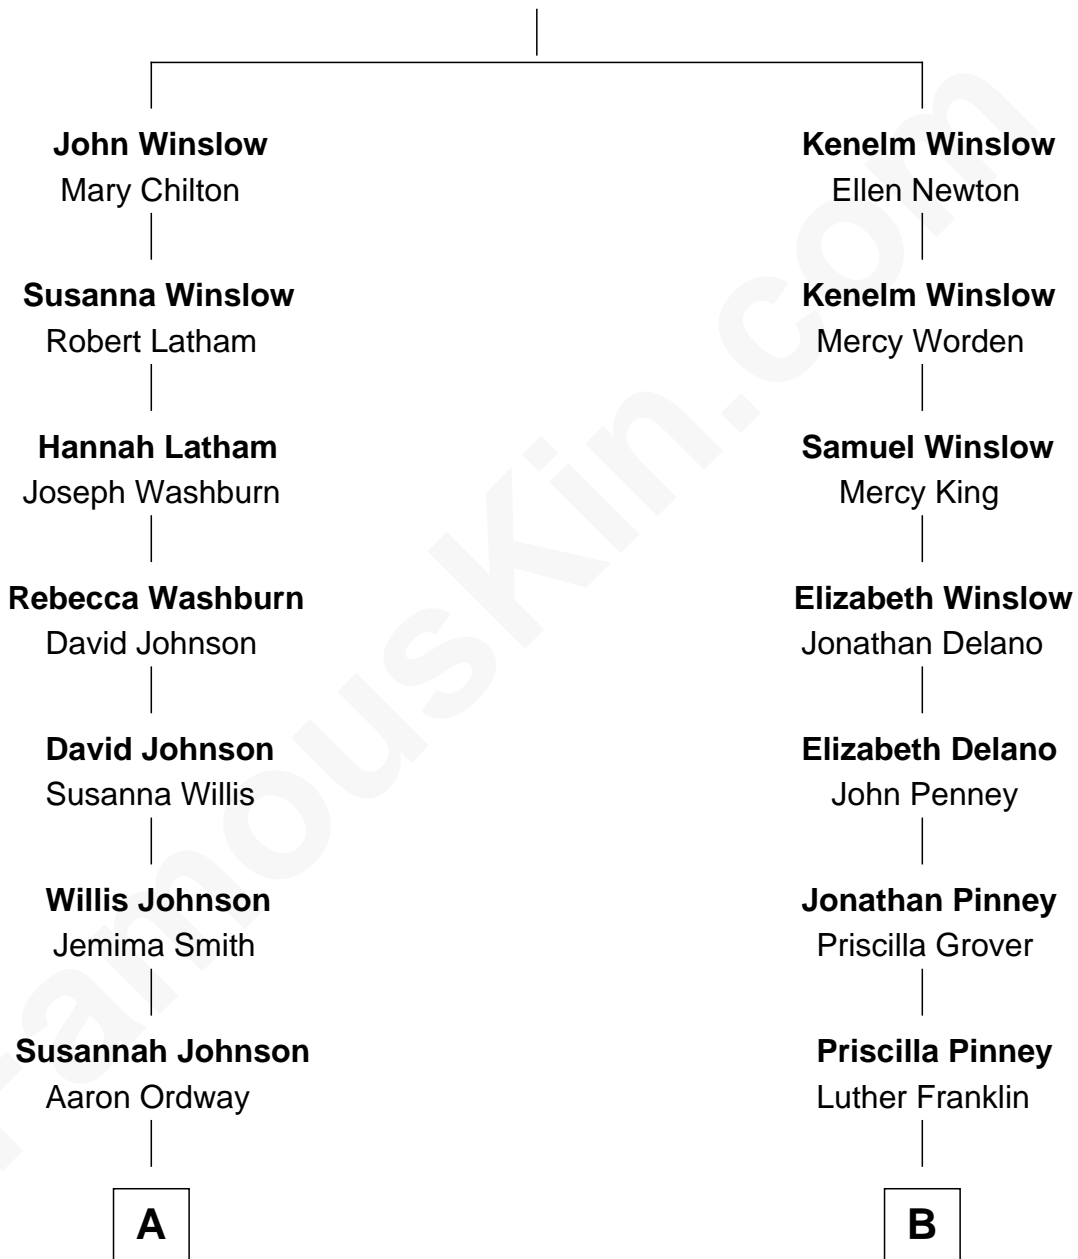 John Winslow
Mary Chilton
Susanna Winslow
Robert Latham
Hannah Latham
Joseph Washburn
Rebecca Washburn
David Johnson
David Johnson
Susanna Willis
Willis Johnson
Jemima Smith
Susannah Johnson
Aaron Ordway
A
Kenelm Winslow
Ellen Newton
Kenelm Winslow
Mercy Worden
Samuel Winslow
Mercy King
Elizabeth Winslow
Jonathan Delano
Elizabeth Delano
John Penney
Jonathan Pinney
Priscilla Grover
Priscilla Pinney
Luther Franklin
B
FamousKin.com